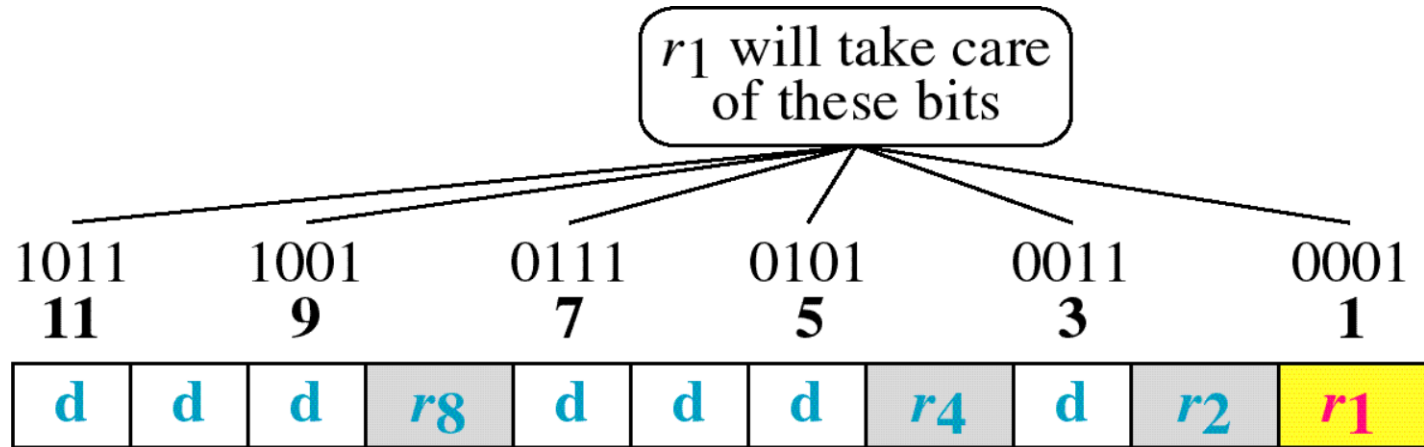 r1 will take care
of these bits
1011 1001 0111 0101 0011 0001
11 9 7 5 3 1
d d d r8 d d d r4 d r2 r1